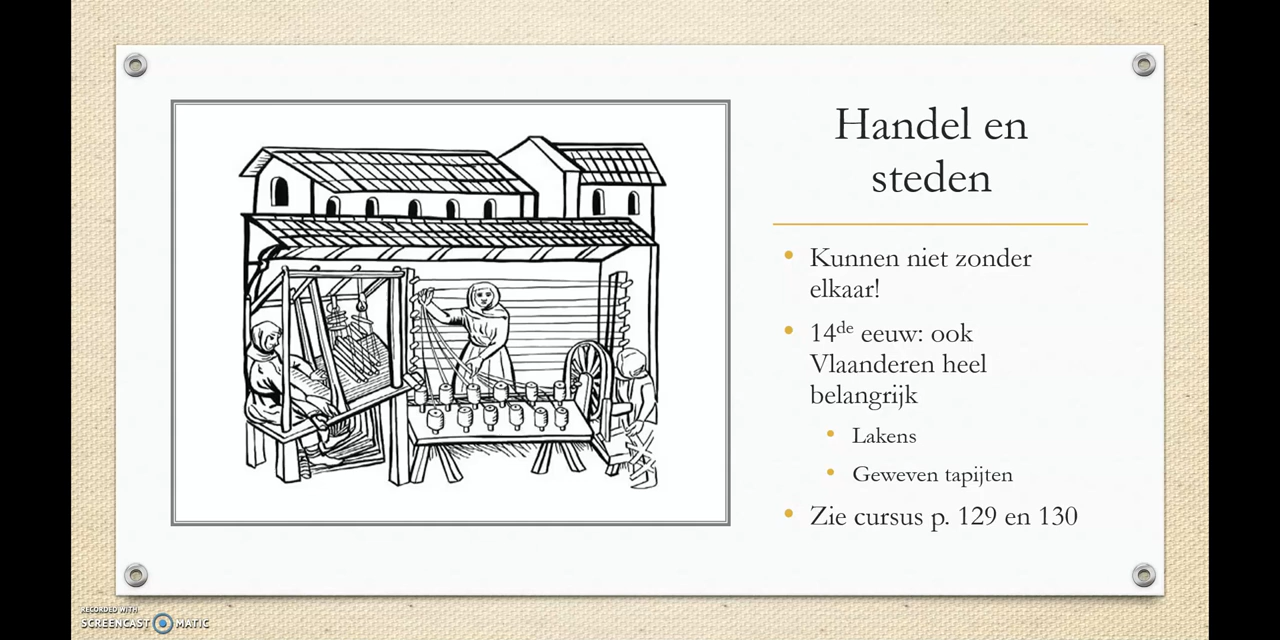 Handel en
steden
Kunnen niet zonder
elkaar!
14de eeuw: ook
Vlaanderen heel
belangrijk
Lakens
Geweven tapijten
Zie cursus p. 129 en 130
RECORDED WITH
SCREENCAST MATIC